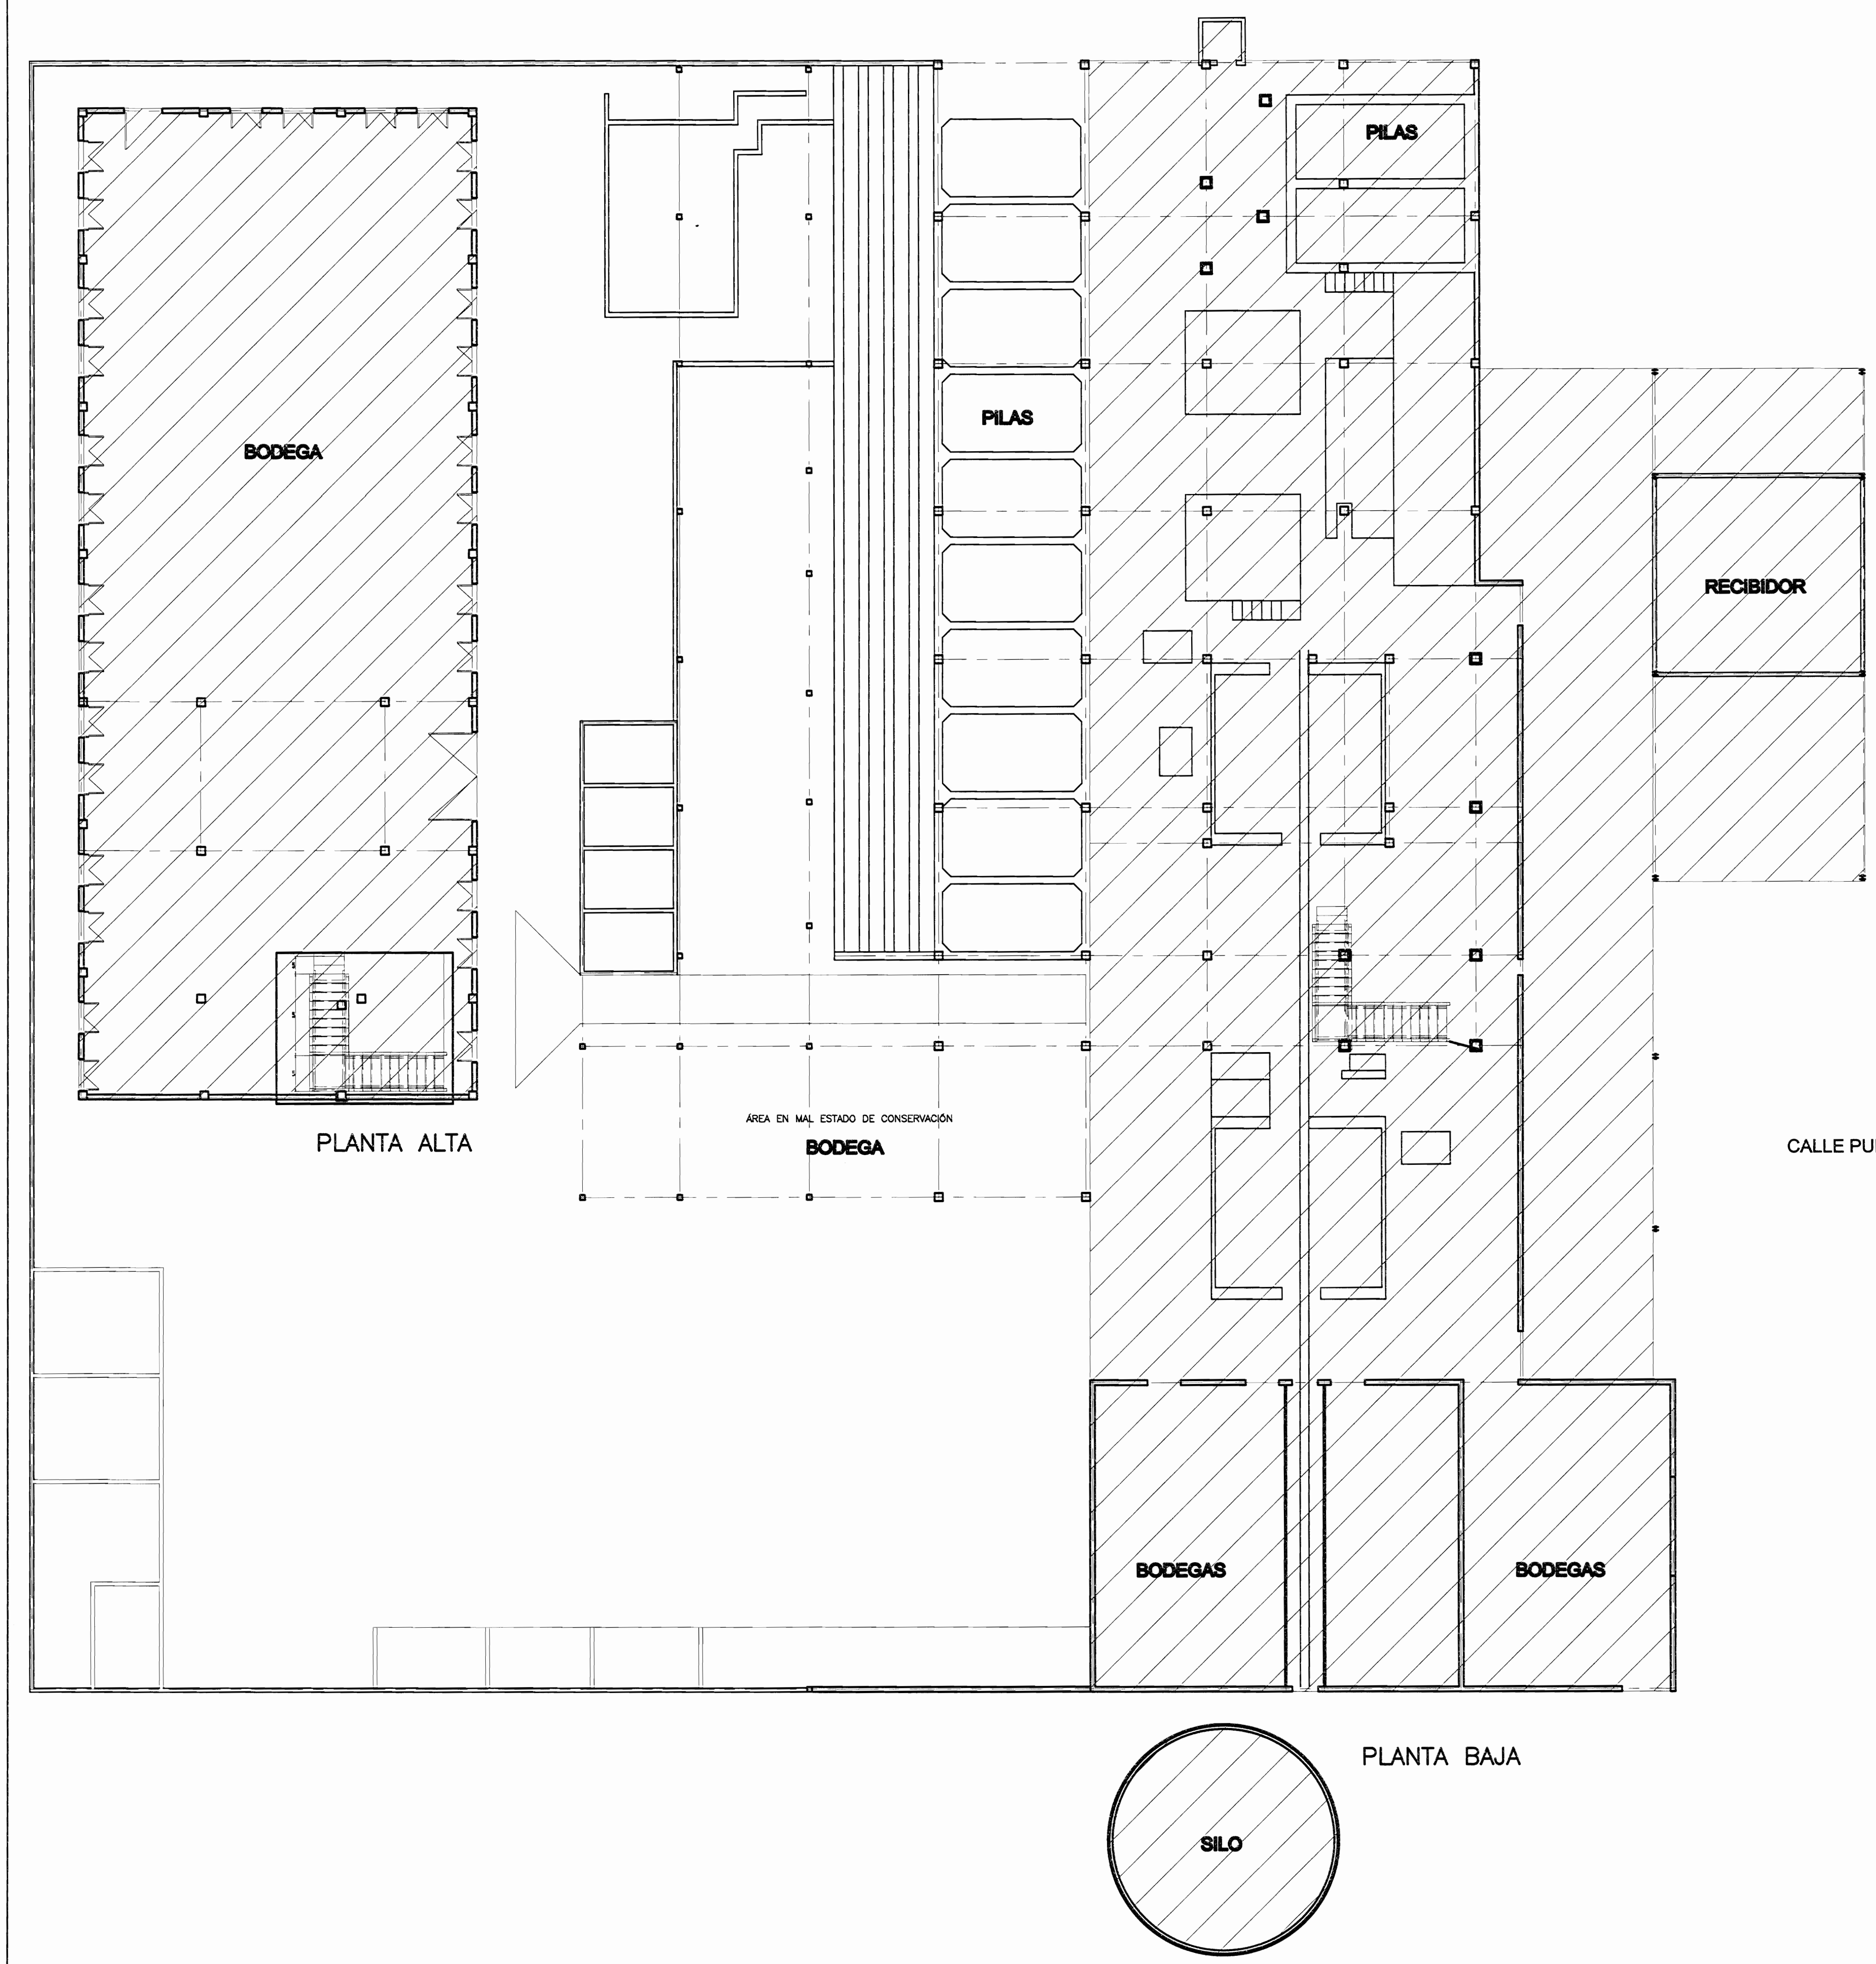 PILAS
PILAS
BODEGA
RECIBIDOR
ÁREA EN MAL ESTADO DE CONSERVACIÓN
BODEGA
PLANTA ALTA
CALLE PU
BODEGAS
BODEGAS
PLANTA BAJA
SILO